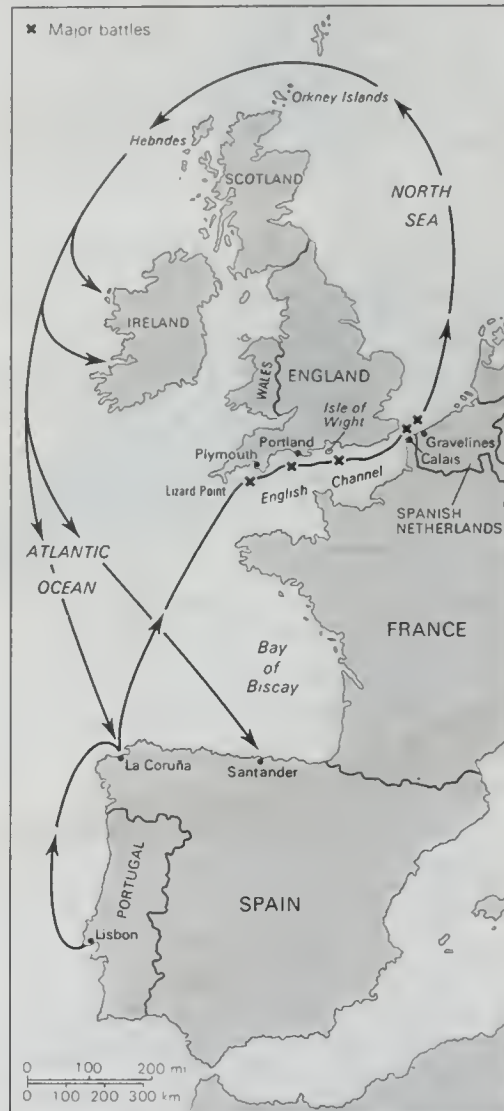 × Major battles
Orkney Islands
Hebrides
SCOTLAND
NORTH
SEA
IRELAND
WALES
ENGLAND
Isle of
Wight
Portland
Plymouth
Gravelines
Calais
Lizard Point
English
Channel
SPANISH
NETHERLANDS
ATLANTIC
OCEAN
FRANCE
Bay
of
Biscay
La Coruña
Santander
PORTUGAL
SPAIN
Lisbon
0 100 200 mi
0 100 200 300 km